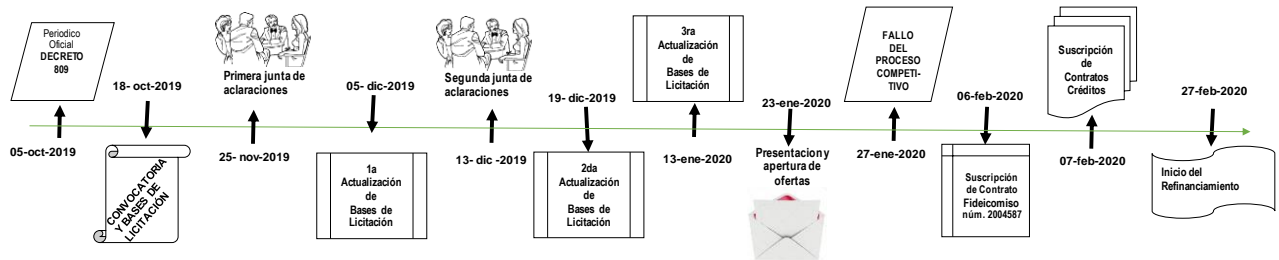 Periodico
Oficial
DECRETO
809
05-oct-2019
18- oct-2019
CONVOCATORIA
Y BASES DE
LICITACIÓN
Primera junta de
aclaraciones
25- nov-2019
05- dic-2019
1a
Actualización
de
Bases de
Licitación
Segunda junta de
aclaraciones
13- dic -2019
19- dic-2019
2da
Actualización
de
Bases de
Licitación
3ra
Actualización
de
Bases de
Licitación
13-ene-2020
23-ene-2020
Presentacion y
apertura de
ofertas
FALLO
DEL
PROCESO
COMPETI-
TIVO
27-ene-2020
06-feb-2020
Suscripción
de Contrato
Fideicomiso
núm. 2004587
Suscripción
de
Contratos
Créditos
07-feb-2020
27-feb-2020
Inicio del
Refinanciamiento